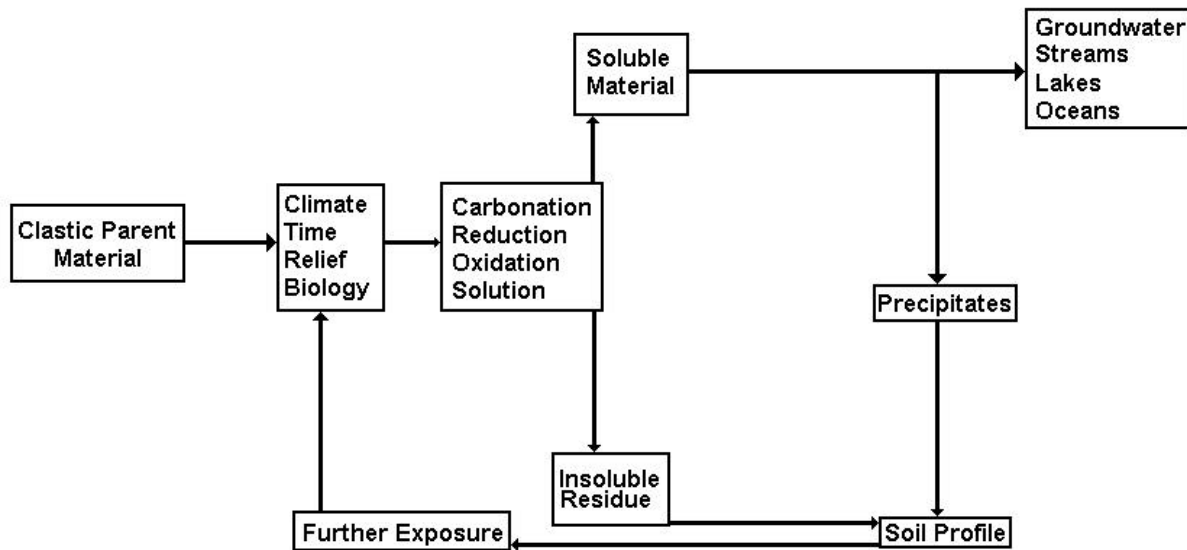 Clastic Parent
Material
Climate
Time
Relief
Biology
Carbonation
Reduction
Oxidation
Solution
Soluble
Material
Groundwater
Streams
Lakes
Oceans
Precipitates
Insoluble
Residue
Soil Profile
Further Exposure